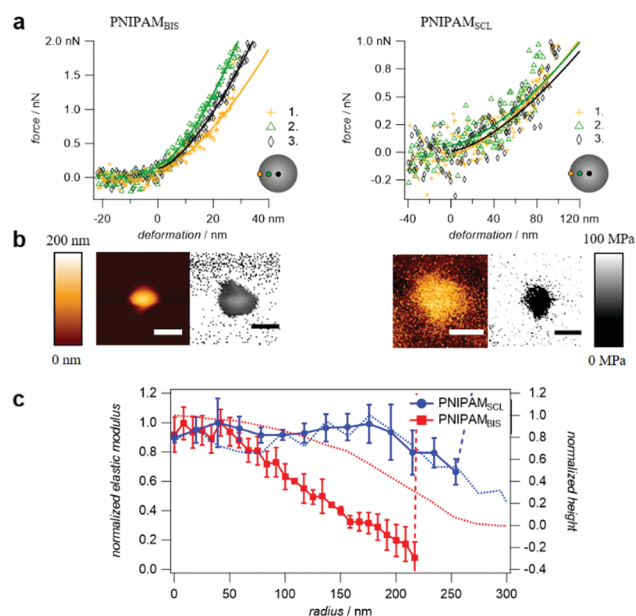 a
PNIPAMBIS
PNIPAMSCL
2.0 nN
1.5
1.0
0.5
0.0
force / nN
-20
0
20
40 nm
deformation / nm
1.
2.
3.
1.0 nN
0.8
0.5
0.2
0.0
-0.2
force / nN
-40
0
40
80
120 nm
deformation / nm
1.
2.
3.
b
200 nm
0 nm
100 MPa
0 MPa
c
1.2
1.0
0.8
0.6
0.4
0.2
0.0
normalized elastic modulus
PNIPAMSCL
PNIPAMBIS
1.2
1.0
0.8
0.6
0.4
0.2
0.0
-0.2
-0.4
normalized height
0
50
100
150
200
250
300
radius / nm